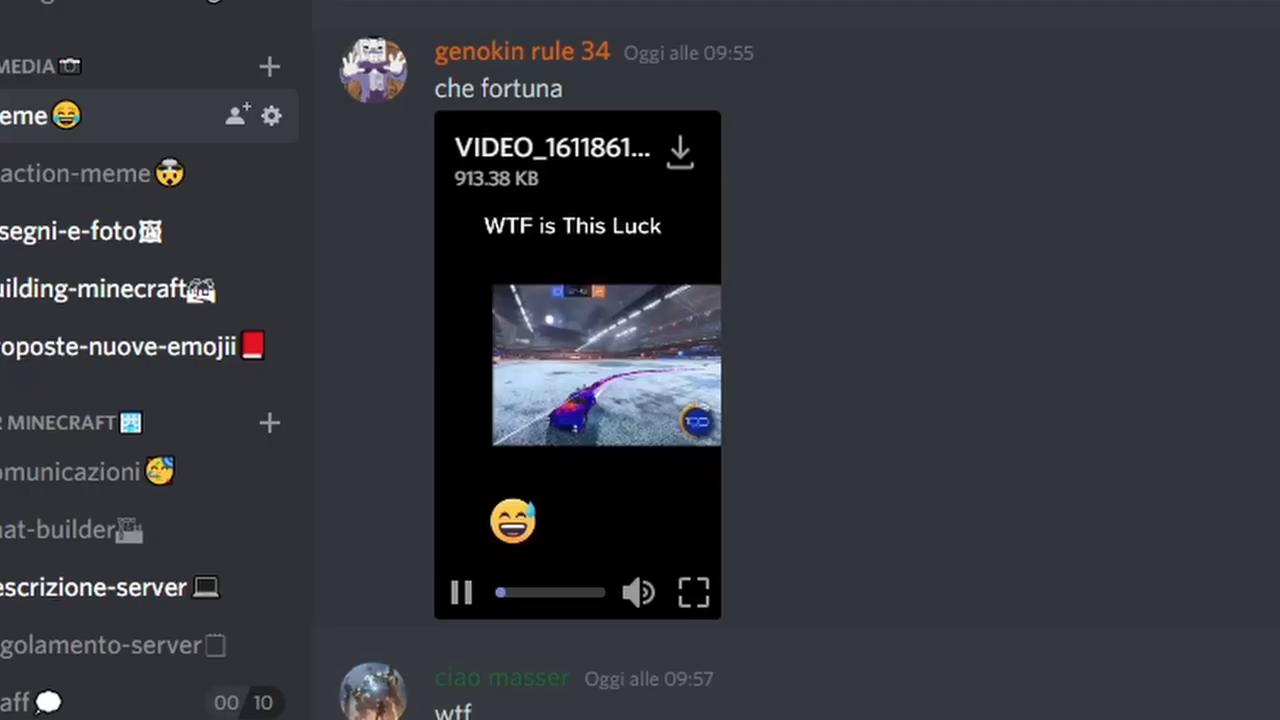 MEDIA📷
eme😂
action-meme🤯
segni-e-foto🖼
uilding-minecraft🏘
oposte-nuove-emojii📕
R MINECRAFT
omunicazioni🥳
hat-builder
escrizione-server💻
golamento-server🗒
aff💭
00 10
genokin rule 34 Oggi alle 09:55
che fortuna
VIDEO_1611861...
913.38 KB
WTF is This Luck
100
😅
ciao masser Oggi alle 09:57
wtf